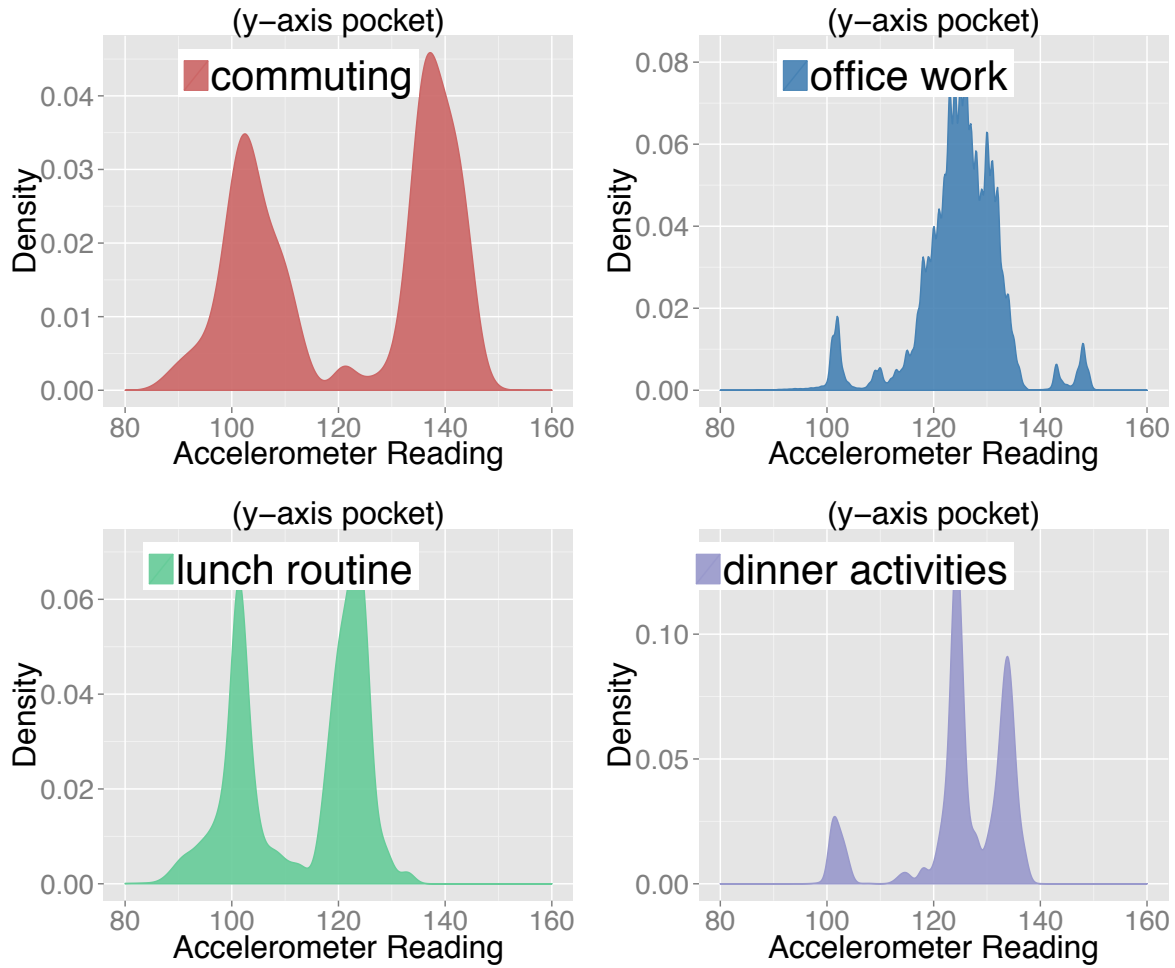 (y−axis pocket)
commuting
0.04
0.03
0.02
0.01
0.00
Density
80 100 120 140 160
Accelerometer Reading
(y−axis pocket)
office work
0.08
0.06
0.04
0.02
0.00
Density
80 100 120 140 160
Accelerometer Reading
(y−axis pocket)
lunch routine
0.06
0.04
0.02
0.00
Density
80 100 120 140 160
Accelerometer Reading
(y−axis pocket)
dinner activities
0.10
0.05
0.00
Density
80 100 120 140 160
Accelerometer Reading